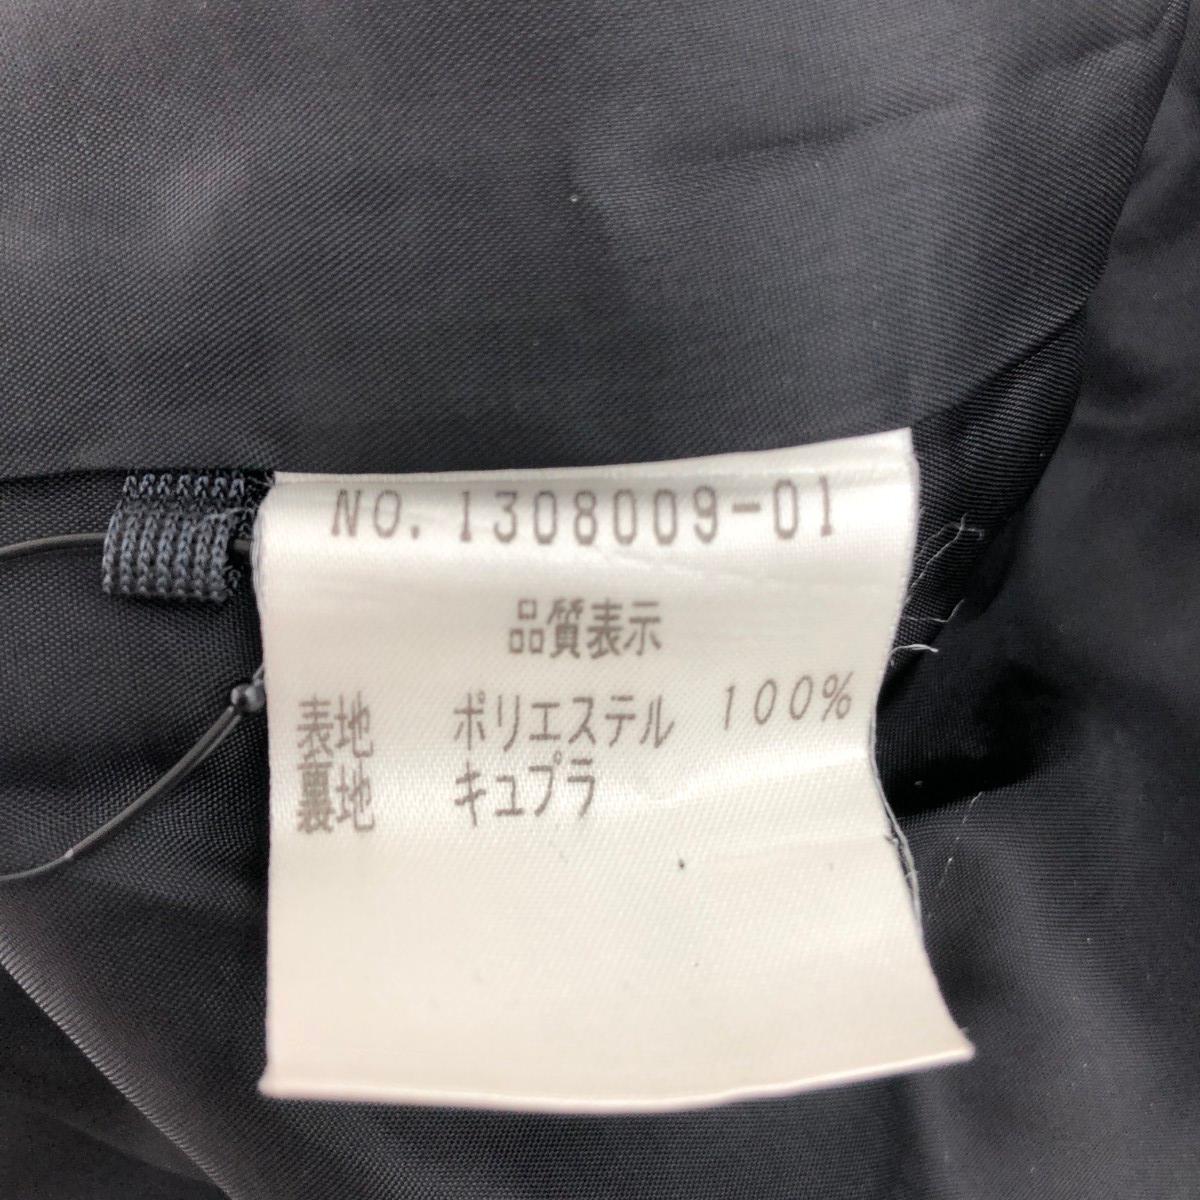 NO. 1308009-01
品質表示
表地 ポリエステル 100%
裏地 キュプラ